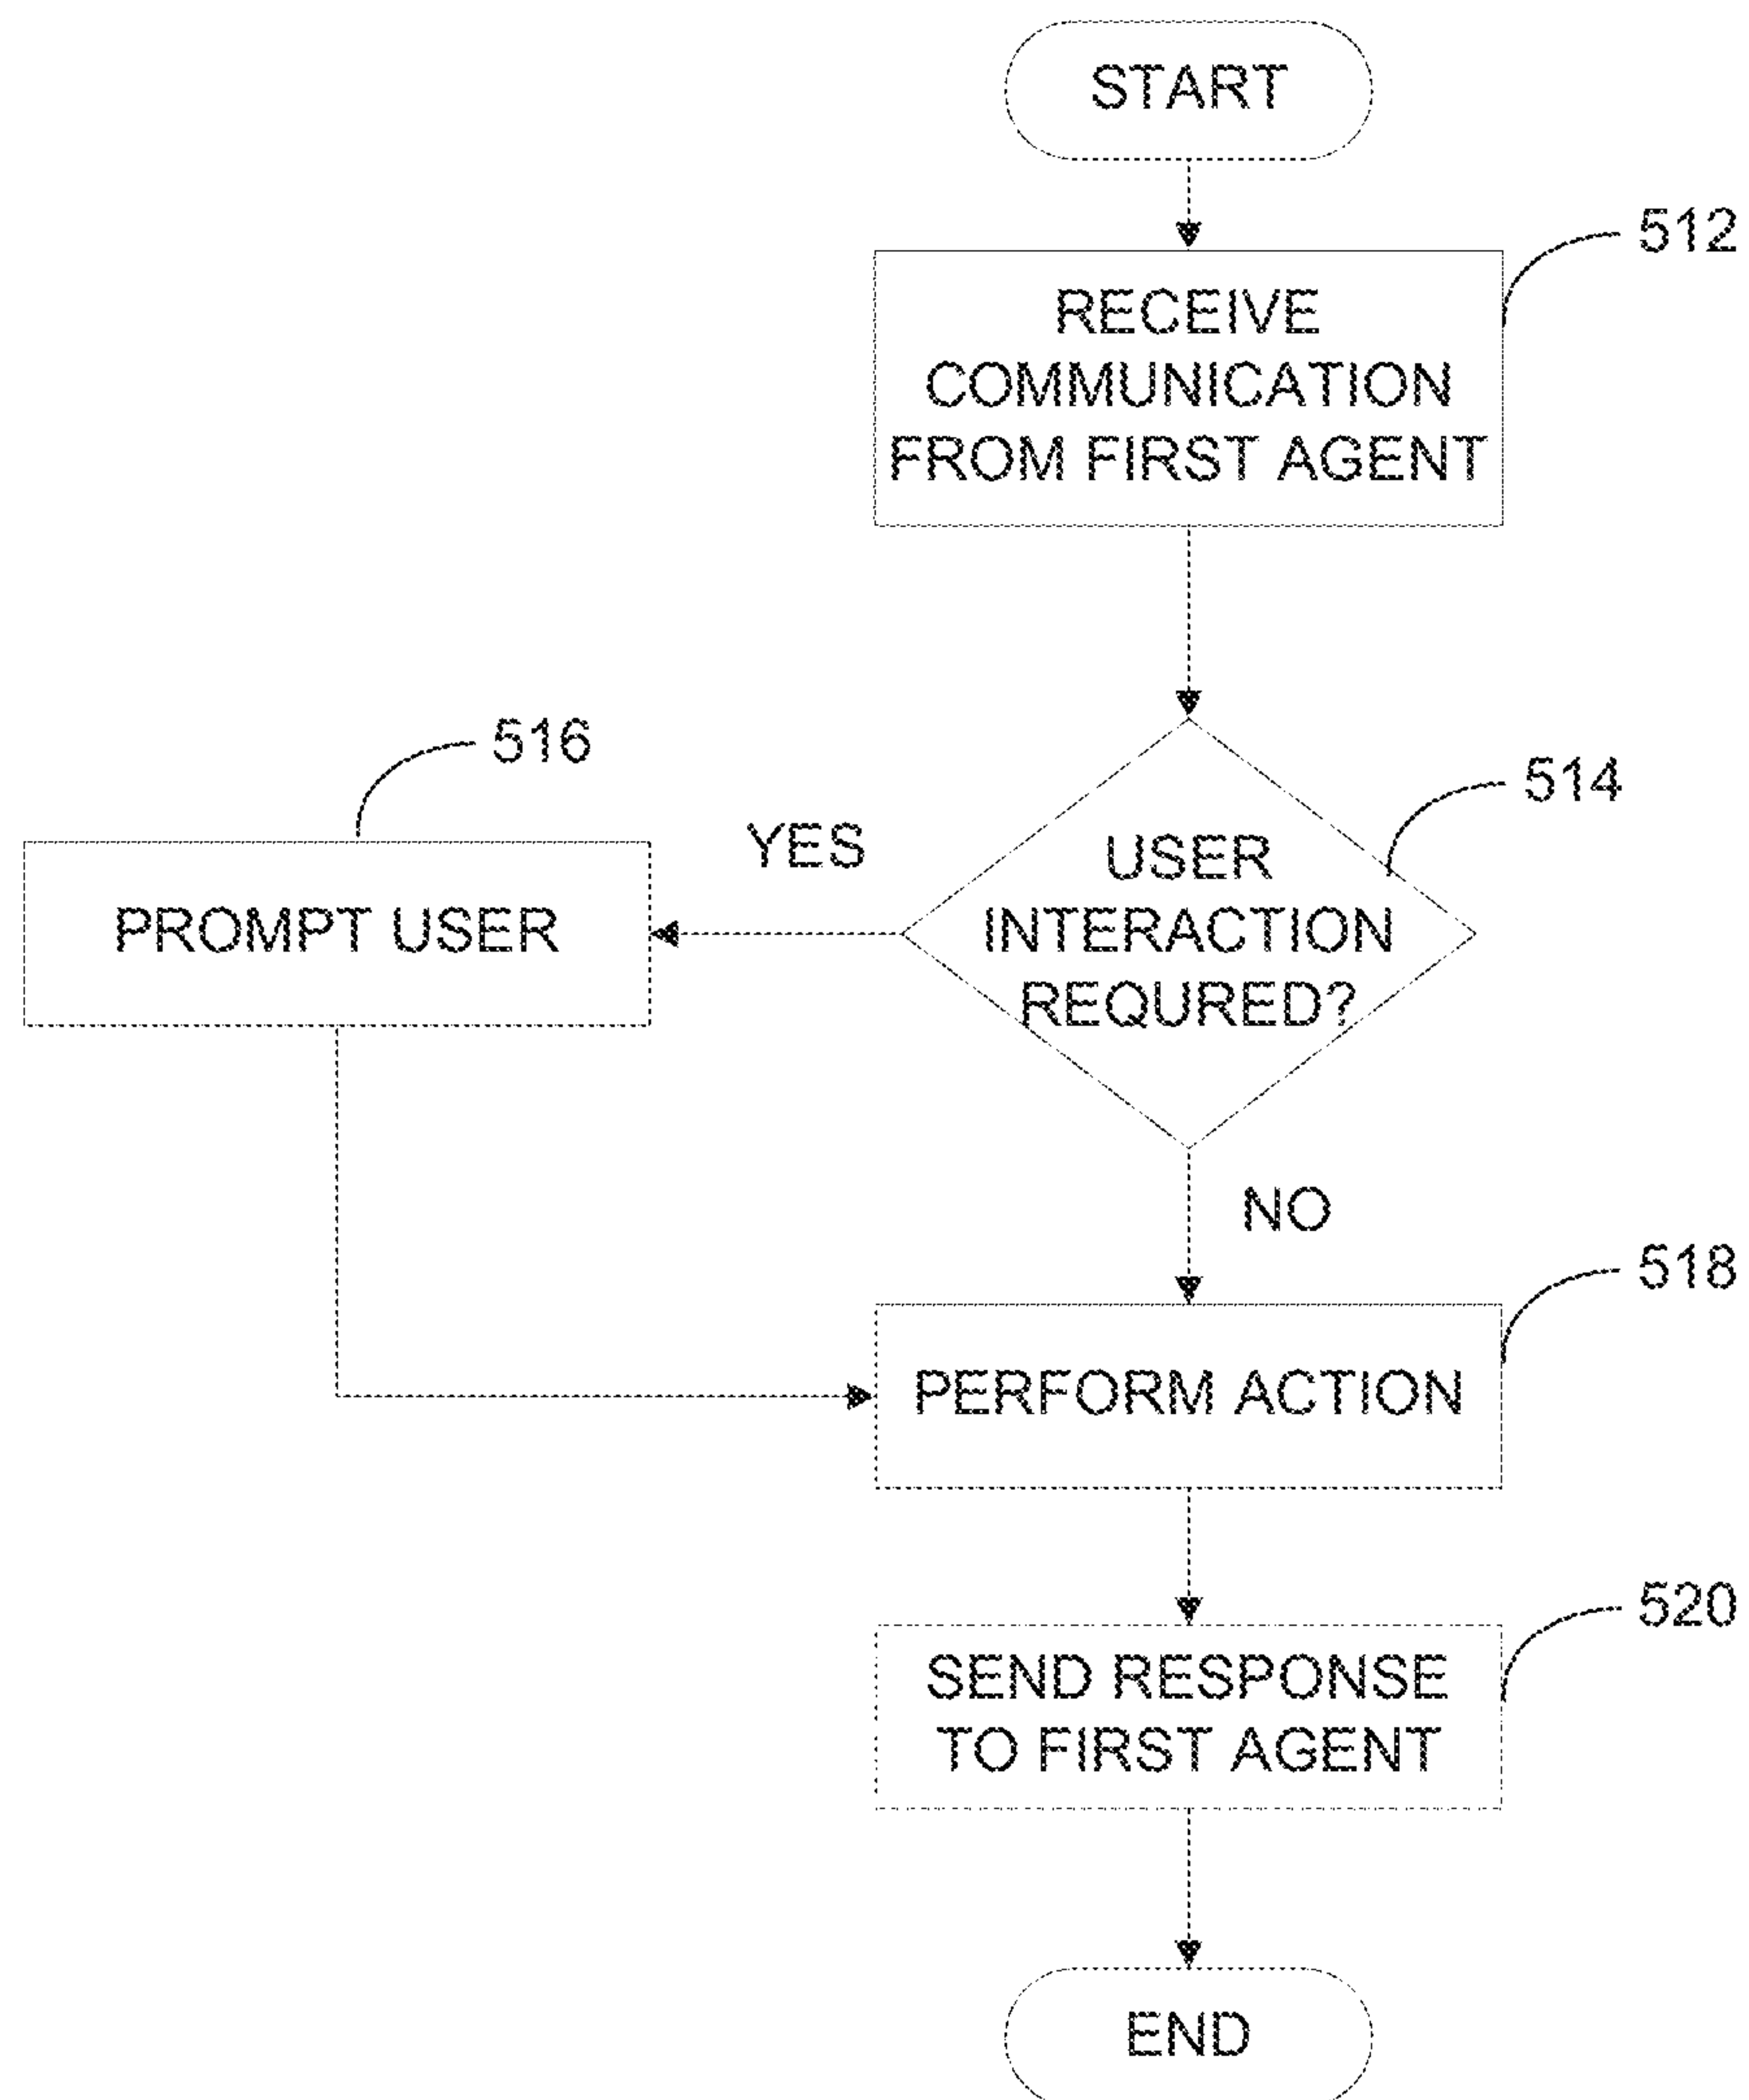 START
512
RECEIVE
COMMUNICATION
FROM FIRST AGENT
516
514
YES
USER
INTERACTION
REQURED?
PROMPT USER
NO
518
PERFORM ACTION
520
SEND RESPONSE
TO FIRST AGENT
END